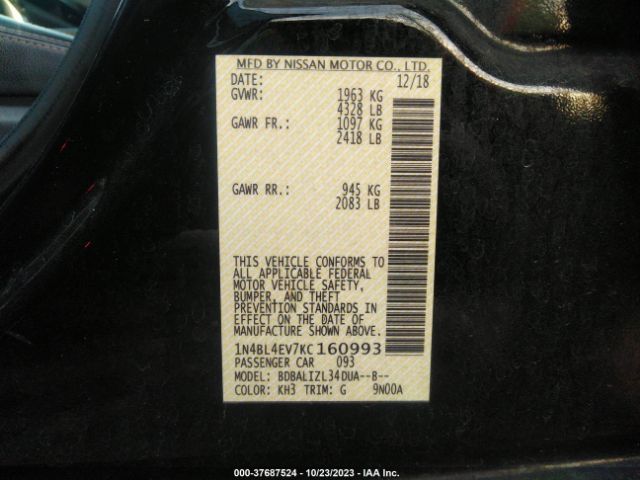 MFD BY NISSAN MOTOR CO., LTD.
DATE: 12/18
GVWR: 1963 KG
4328 LB
GAWR FR.: 1097 KG
2418 LB
GAWR RR.: 945 KG
2083 LB
THIS VEHICLE CONFORMS TO
ALL APPLICABLE FEDERAL
MOTOR VEHICLE SAFETY,
BUMPER, AND THEFT
PREVENTION STANDARDS IN
EFFECT ON THE DATE OF
MANUFACTURE SHOWN ABOVE.
1N4BL4EV7KC160993
PASSENGER CAR 093
MODEL: BDBALIZL34DUA--B--
COLOR: KH3 TRIM: G 9N00A
000-37687524 - 10/23/2023 - IAA Inc.